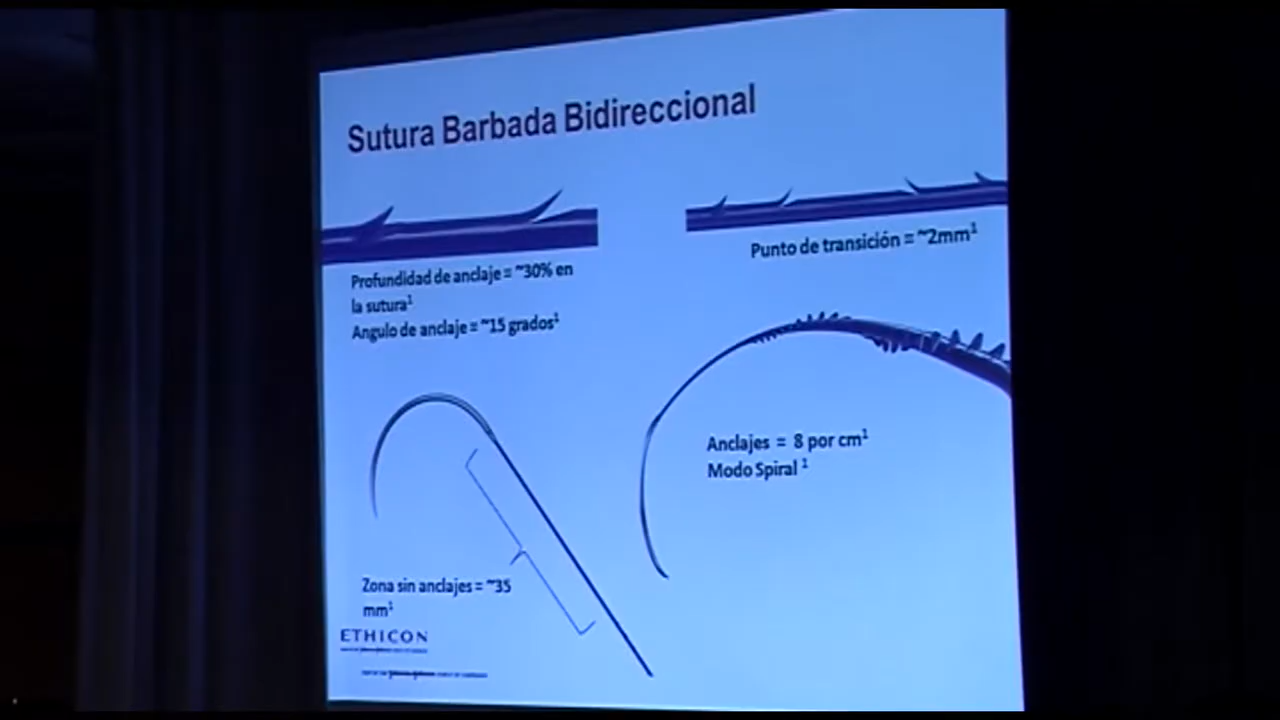 Sutura Barbada Bidireccional
Profundidad de anclaje = ~30% en
la sutura¹
Angulo de anclaje = ~15 grados¹
Punto de transición = ~2mm¹
Anclajes = 8 por cm¹
Modo Spiral ¹
Zona sin anclajes = ~35
mm¹
ETHICON